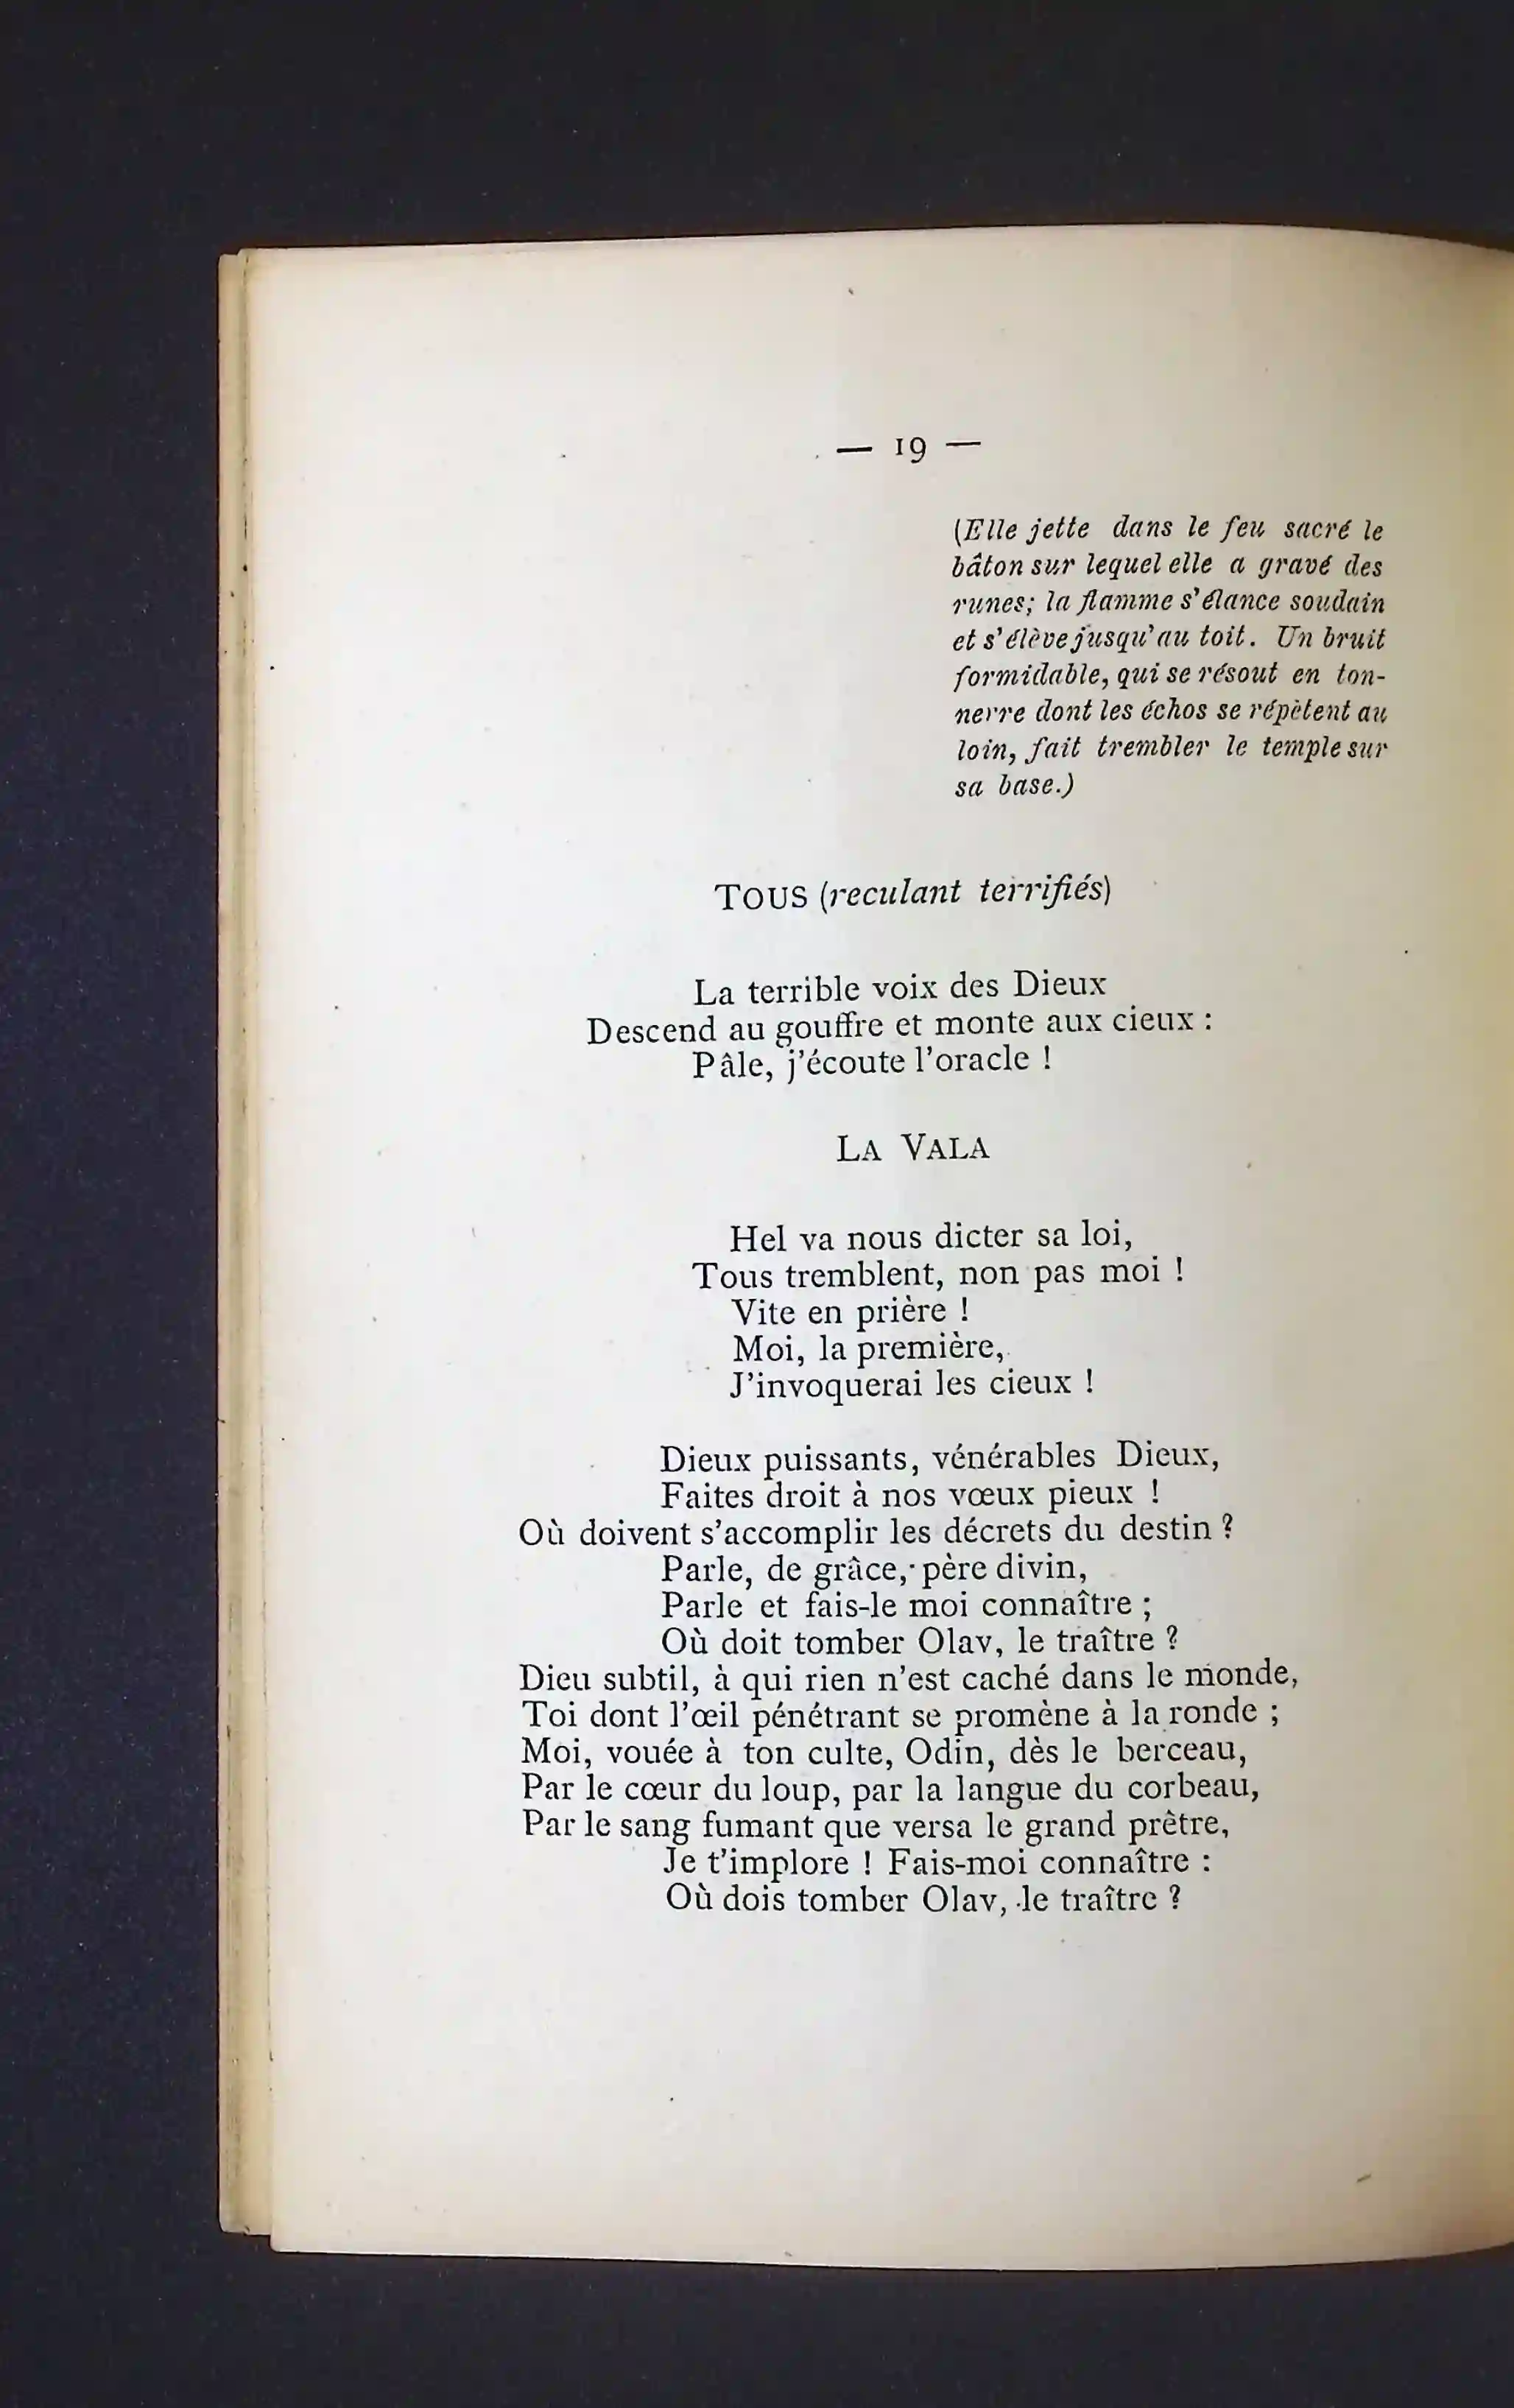 — 19 —
(Elle jette dans le feu sacré le
bâton sur lequel elle a gravé des
runes; la flamme s'élance soudain
et s'élève jusqu'au toit. Un bruit
formidable, qui se résout en ton-
nerre dont les échos se répètent au
loin, fait trembler le temple sur
sa base.)
TOUS (reculant terrifiés)
La terrible voix des Dieux
Descend au gouffre et monte aux cieux :
Pâle, j'écoute l'oracle !
LA VALA
Hel va nous dicter sa loi,
Tous tremblent, non pas moi !
Vite en prière !
Moi, la première,
J'invoquerai les cieux !
Dieux puissants, vénérables Dieux,
Faites droit à nos vœux pieux !
Où doivent s'accomplir les décrets du destin ?
Parle, de grâce, père divin,
Parle et fais-le moi connaître ;
Où doit tomber Olav, le traître ?
Dieu subtil, à qui rien n'est caché dans le monde,
Toi dont l'œil pénétrant se promène à la ronde ;
Moi, vouée à ton culte, Odin, dès le berceau,
Par le cœur du loup, par la langue du corbeau,
Par le sang fumant que versa le grand prêtre,
Je t'implore ! Fais-moi connaître :
Où dois tomber Olav, le traître ?